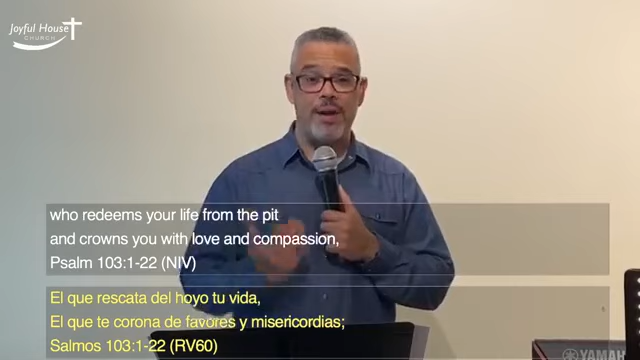 Joyful House
CHURCH
who redeems your life from the pit
and crowns you with love and compassion,
Psalm 103:1-22 (NIV)
El que rescata del hoyo tu vida,
El que te corona de favores y misericordias;
Salmos 103:1-22 (RV60)
YAMAH